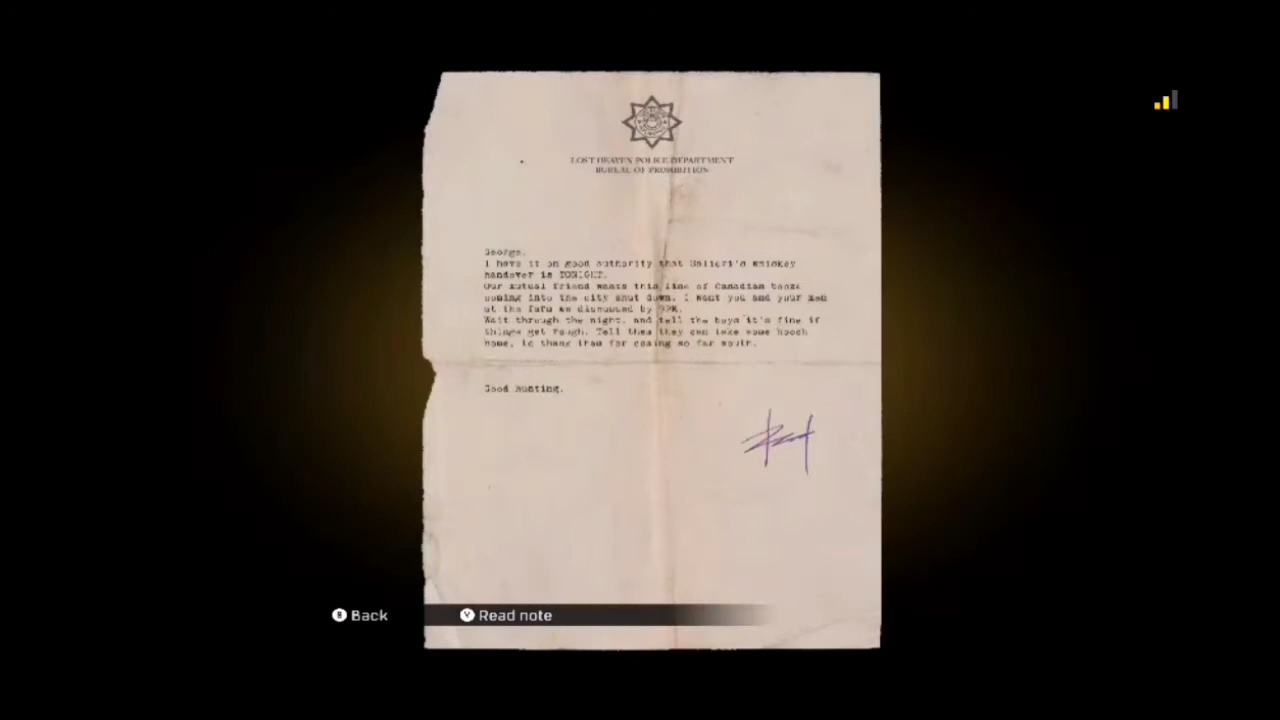 LOST HEAVEN POLICE DEPARTMENT
BUREAU OF PROHIBITION
George,
I have it on good authority that Salieri's whiskey
handover is TONIGHT.
Our mutual friend wants this line of Canadian booze
coming into the city shut down. I want you and your men
at the farm we discussed by 9PM.
Wait through the night, and tell the boys it's fine if
things get rough. Tell them they can take some hooch
home, to thank them for coming so far south.
Good hunting.
B Back
Y Read note